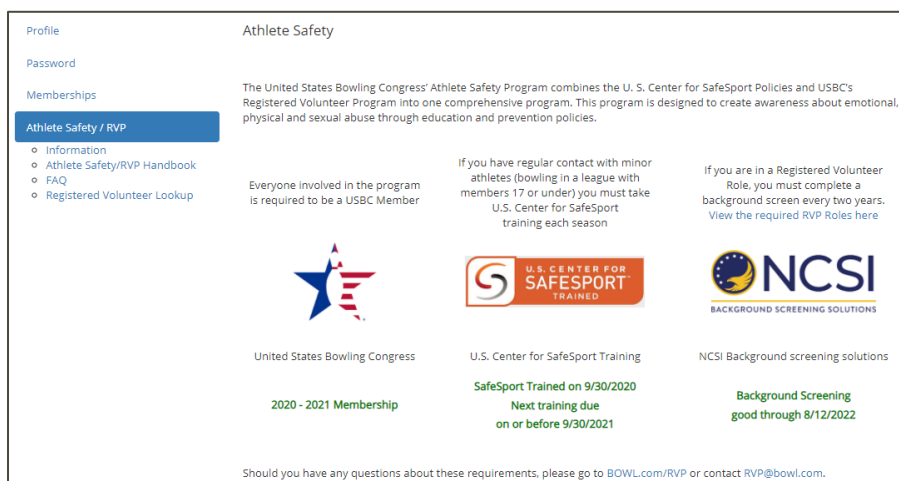 Profile
Password
Memberships
Athlete Safety / RVP
Information
Athlete Safety/RVP Handbook
FAQ
Registered Volunteer Lookup
Athlete Safety
The United States Bowling Congress' Athlete Safety Program combines the U. S. Center for SafeSport Policies and USBC's
Registered Volunteer Program into one comprehensive program. This program is designed to create awareness about emotional,
physical and sexual abuse through education and prevention policies.
Everyone involved in the program
is required to be a USBC Member
If you have regular contact with minor
athletes (bowling in a league with
members 17 or under) you must take
U.S. Center for SafeSport
training each season
If you are in a Registered Volunteer
Role, you must complete a
background screen every two years.
View the required RVP Roles here
U.S. CENTER FOR
SAFESPORT
TRAINED
NCSI
BACKGROUND SCREENING SOLUTIONS
United States Bowling Congress
U.S. Center for SafeSport Training
NCSI Background screening solutions
2020 - 2021 Membership
SafeSport Trained on 9/30/2020
Next training due
on or before 9/30/2021
Background Screening
good through 8/12/2022
Should you have any questions about these requirements, please go to BOWL.com/RVP or contact RVP@bowl.com.